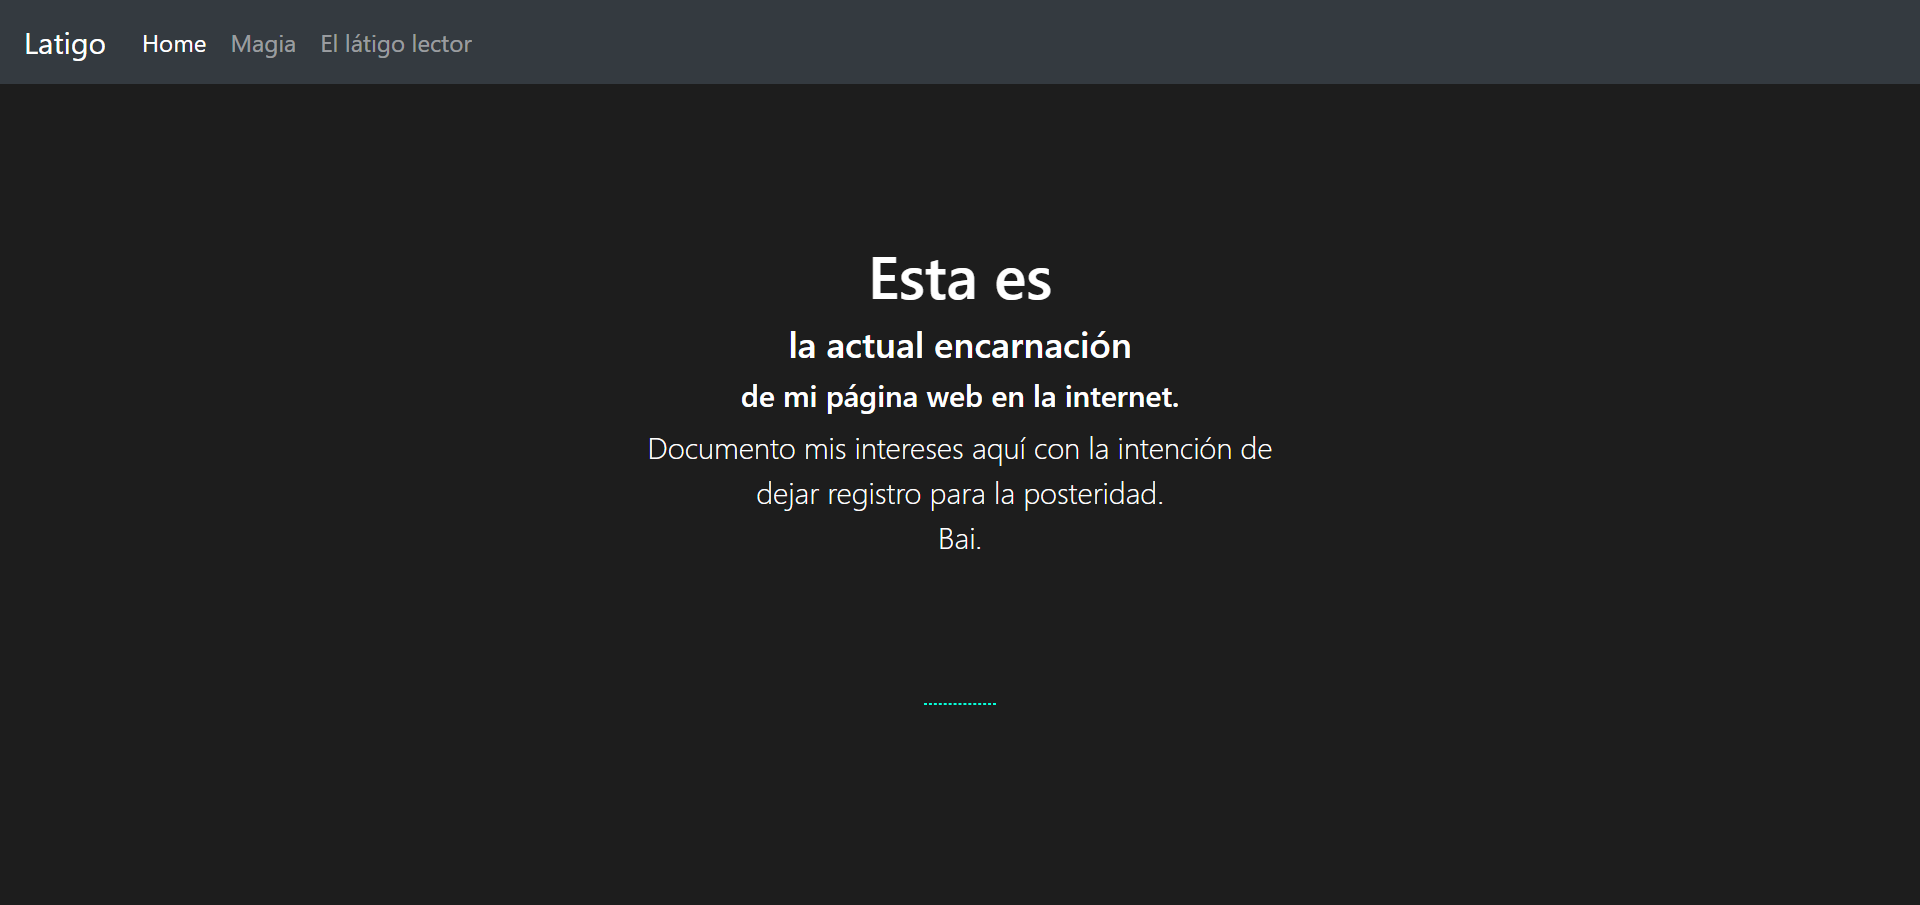 Latigo Home Magia El látigo lector
Esta es
la actual encarnación
de mi página web en la internet.
Documento mis intereses aquí con la intención de
dejar registro para la posteridad.
Bai.